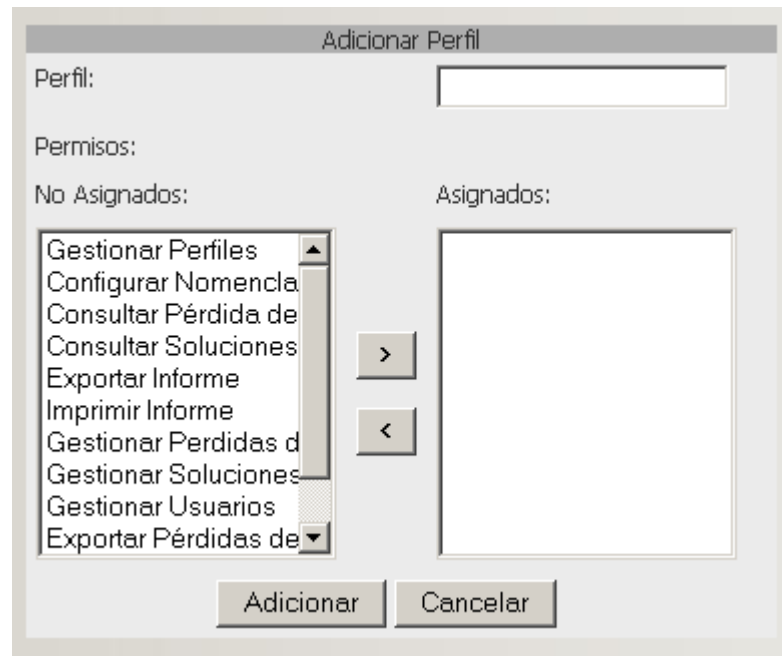 Adicionar Perfil
Perfil:
Permisos:
No Asignados:
Asignados:
Gestionar Perfiles
Configurar Nomencla
Consultar Pérdida de
Consultar Soluciones
Exportar Informe
Imprimir Informe
Gestionar Perdidas d
Gestionar Soluciones
Gestionar Usuarios
Exportar Pérdidas de
>
<
Adicionar
Cancelar